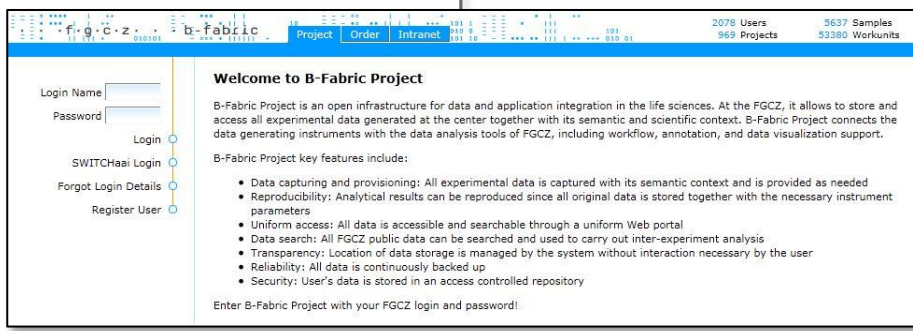 f·g·c·z· b-fabric
Project Order Intranet
2078 Users 5637 Samples
969 Projects 53380 Workunits
Welcome to B-Fabric Project
Login Name
Password
Login
SWITCHaai Login
Forgot Login Details
Register User
B-Fabric Project is an open infrastructure for data and application integration in the life sciences. At the FGCZ, it allows to store and
access all experimental data generated at the center together with its semantic and scientific context. B-Fabric Project connects the
data generating instruments with the data analysis tools of FGCZ, including workflow, annotation, and data visualization support.
B-Fabric Project key features include:
• Data capturing and provisioning: All experimental data is captured with its semantic context and is provided as needed
• Reproducibility: Analytical results can be reproduced since all original data is stored together with the necessary instrument
parameters
• Uniform access: All data is accessible and searchable through a uniform Web portal
• Data search: All FGCZ public data can be searched and used to carry out inter-experiment analysis
• Transparency: Location of data storage is managed by the system without interaction necessary by the user
• Reliability: All data is continuously backed up
• Security: User's data is stored in an access controlled repository
Enter B-Fabric Project with your FGCZ login and password!